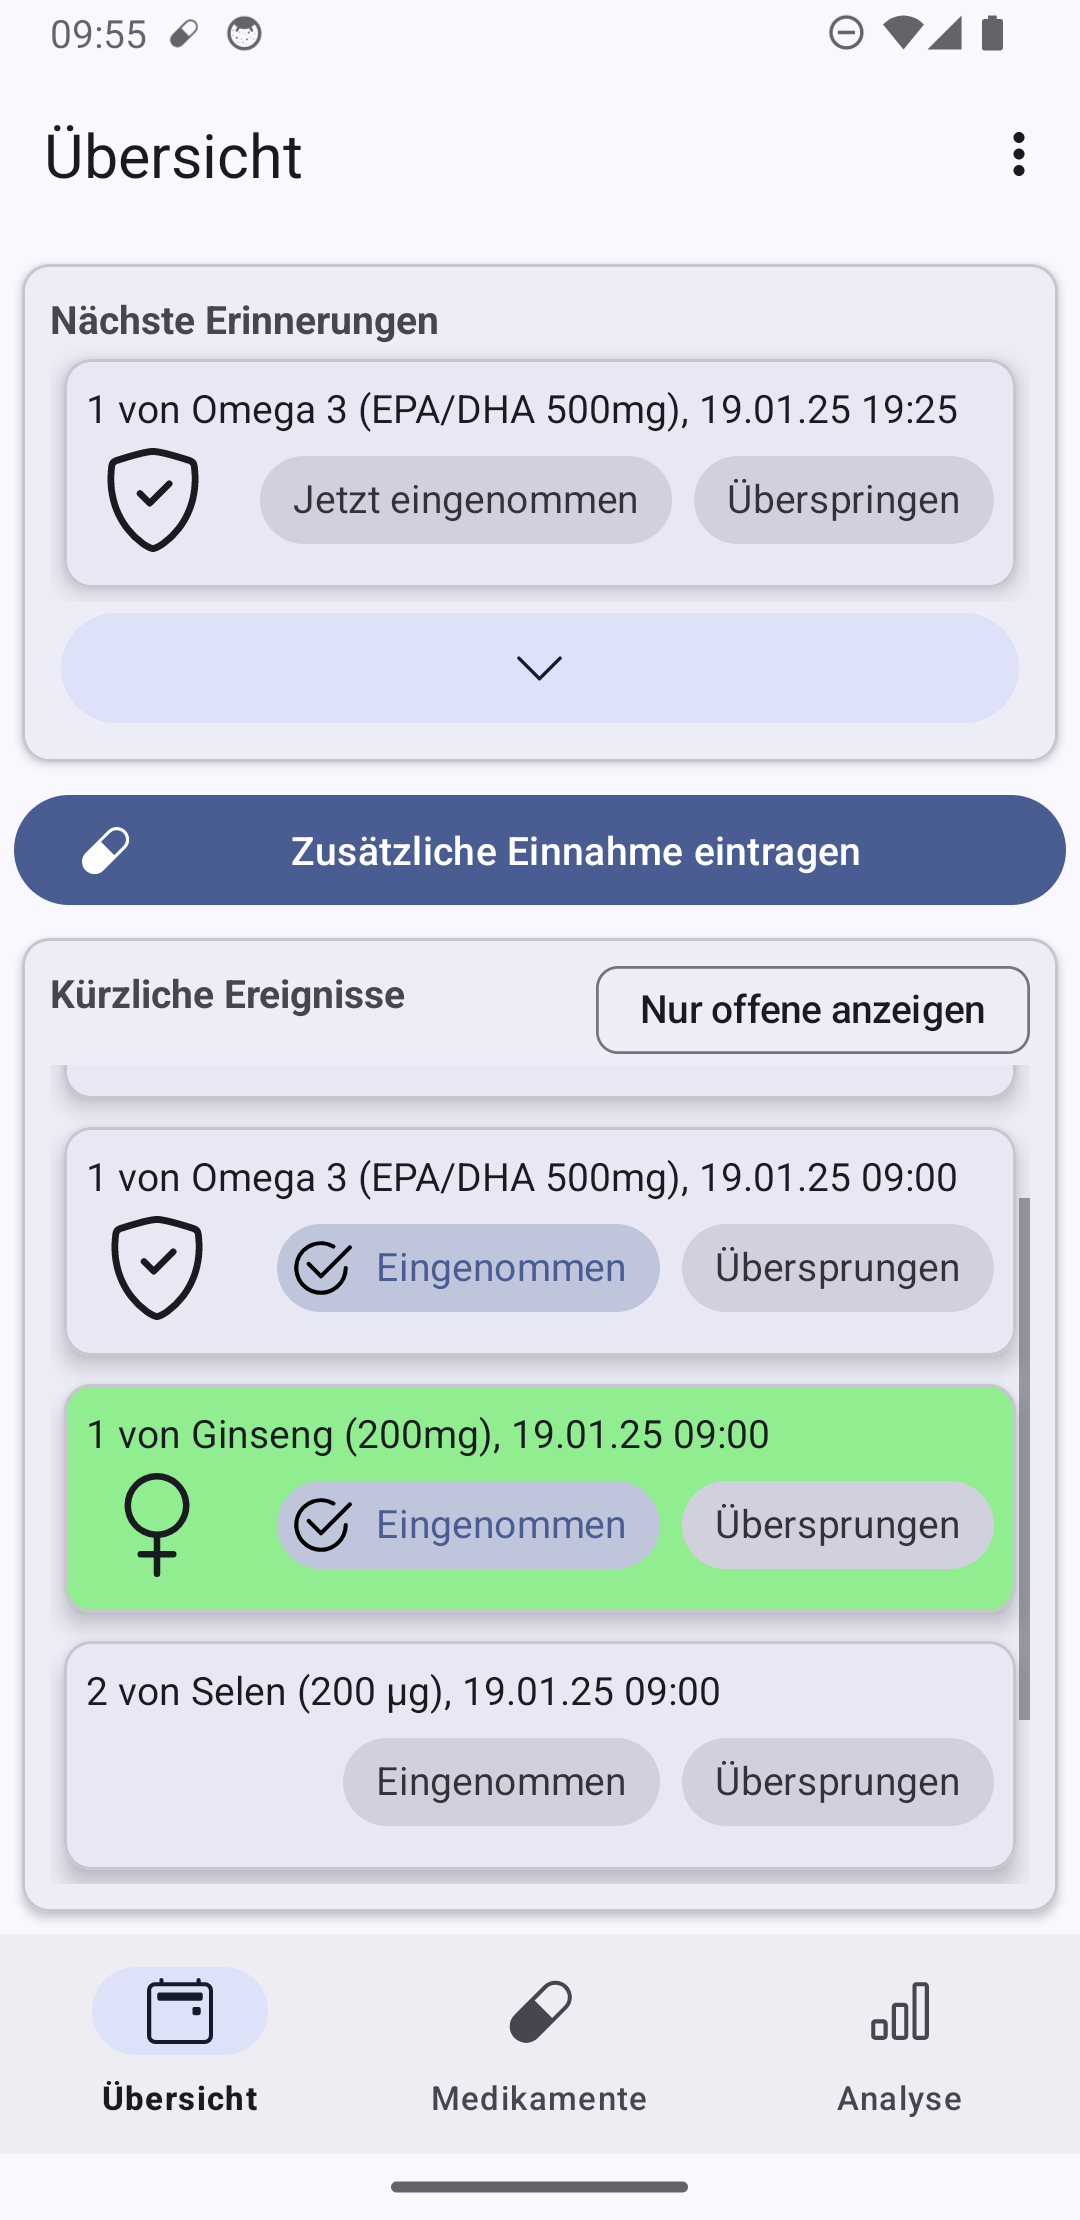 09:55
Übersicht
Nächste Erinnerungen
1 von Omega 3 (EPA/DHA 500mg), 19.01.25 19:25
Jetzt eingenommen
Überspringen
Zusätzliche Einnahme eintragen
Kürzliche Ereignisse
Nur offene anzeigen
1 von Omega 3 (EPA/DHA 500mg), 19.01.25 09:00
Eingenommen
Übersprungen
1 von Ginseng (200mg), 19.01.25 09:00
Eingenommen
Übersprungen
2 von Selen (200 µg), 19.01.25 09:00
Eingenommen
Übersprungen
Übersicht
Medikamente
Analyse